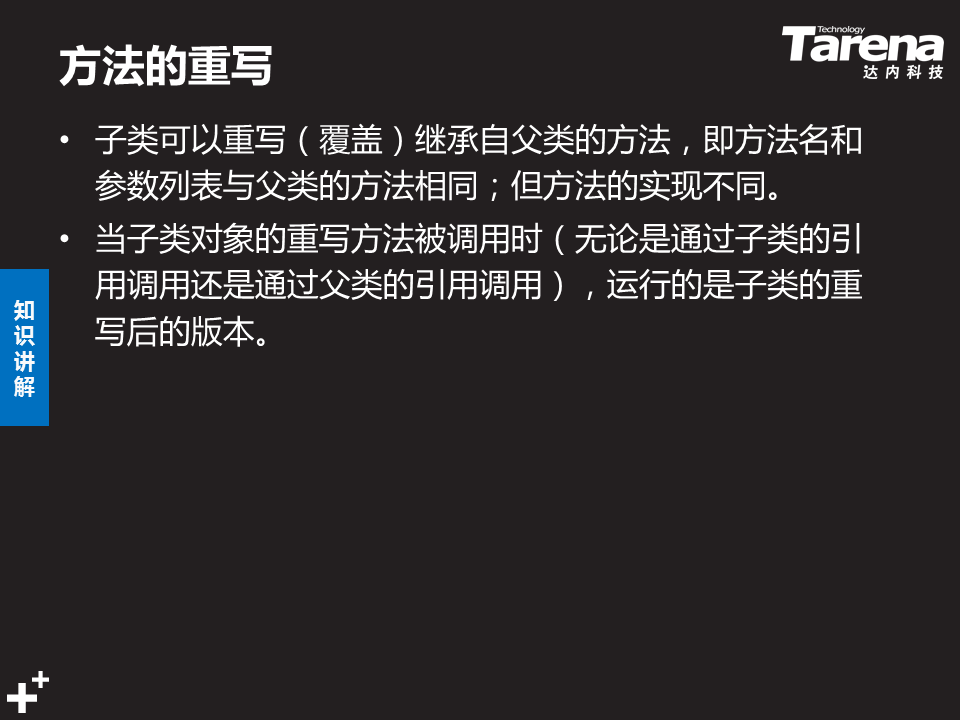 方法的重写
Technology
Tarena
达内科技
• 子类可以重写（覆盖）继承自父类的方法，即方法名和
参数列表与父类的方法相同；但方法的实现不同。
• 当子类对象的重写方法被调用时（无论是通过子类的引
用调用还是通过父类的引用调用），运行的是子类的重
写后的版本。
知
识
讲
解